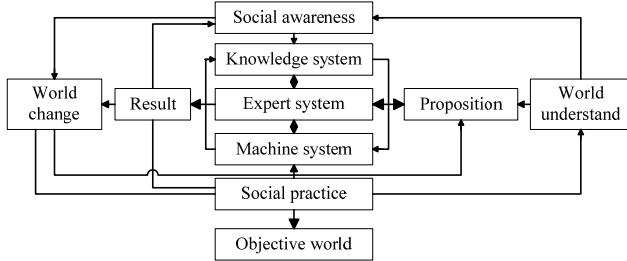 Social awareness
Knowledge system
World
change
Result
Expert system
Proposition
World
understand
Machine system
Social practice
Objective world